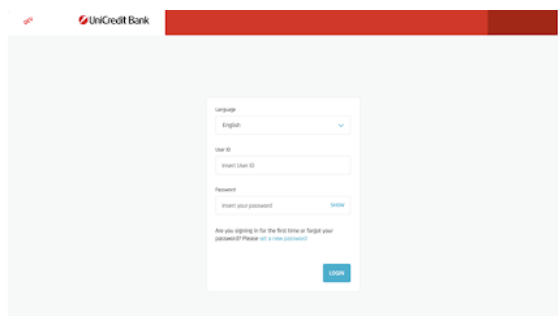 DEV
UniCredit Bank
Language
English
User ID
Insert User ID
Password
Insert your password
SHOW
Are you signing in for the first time or forgot your
password? Please set a new password
LOGIN